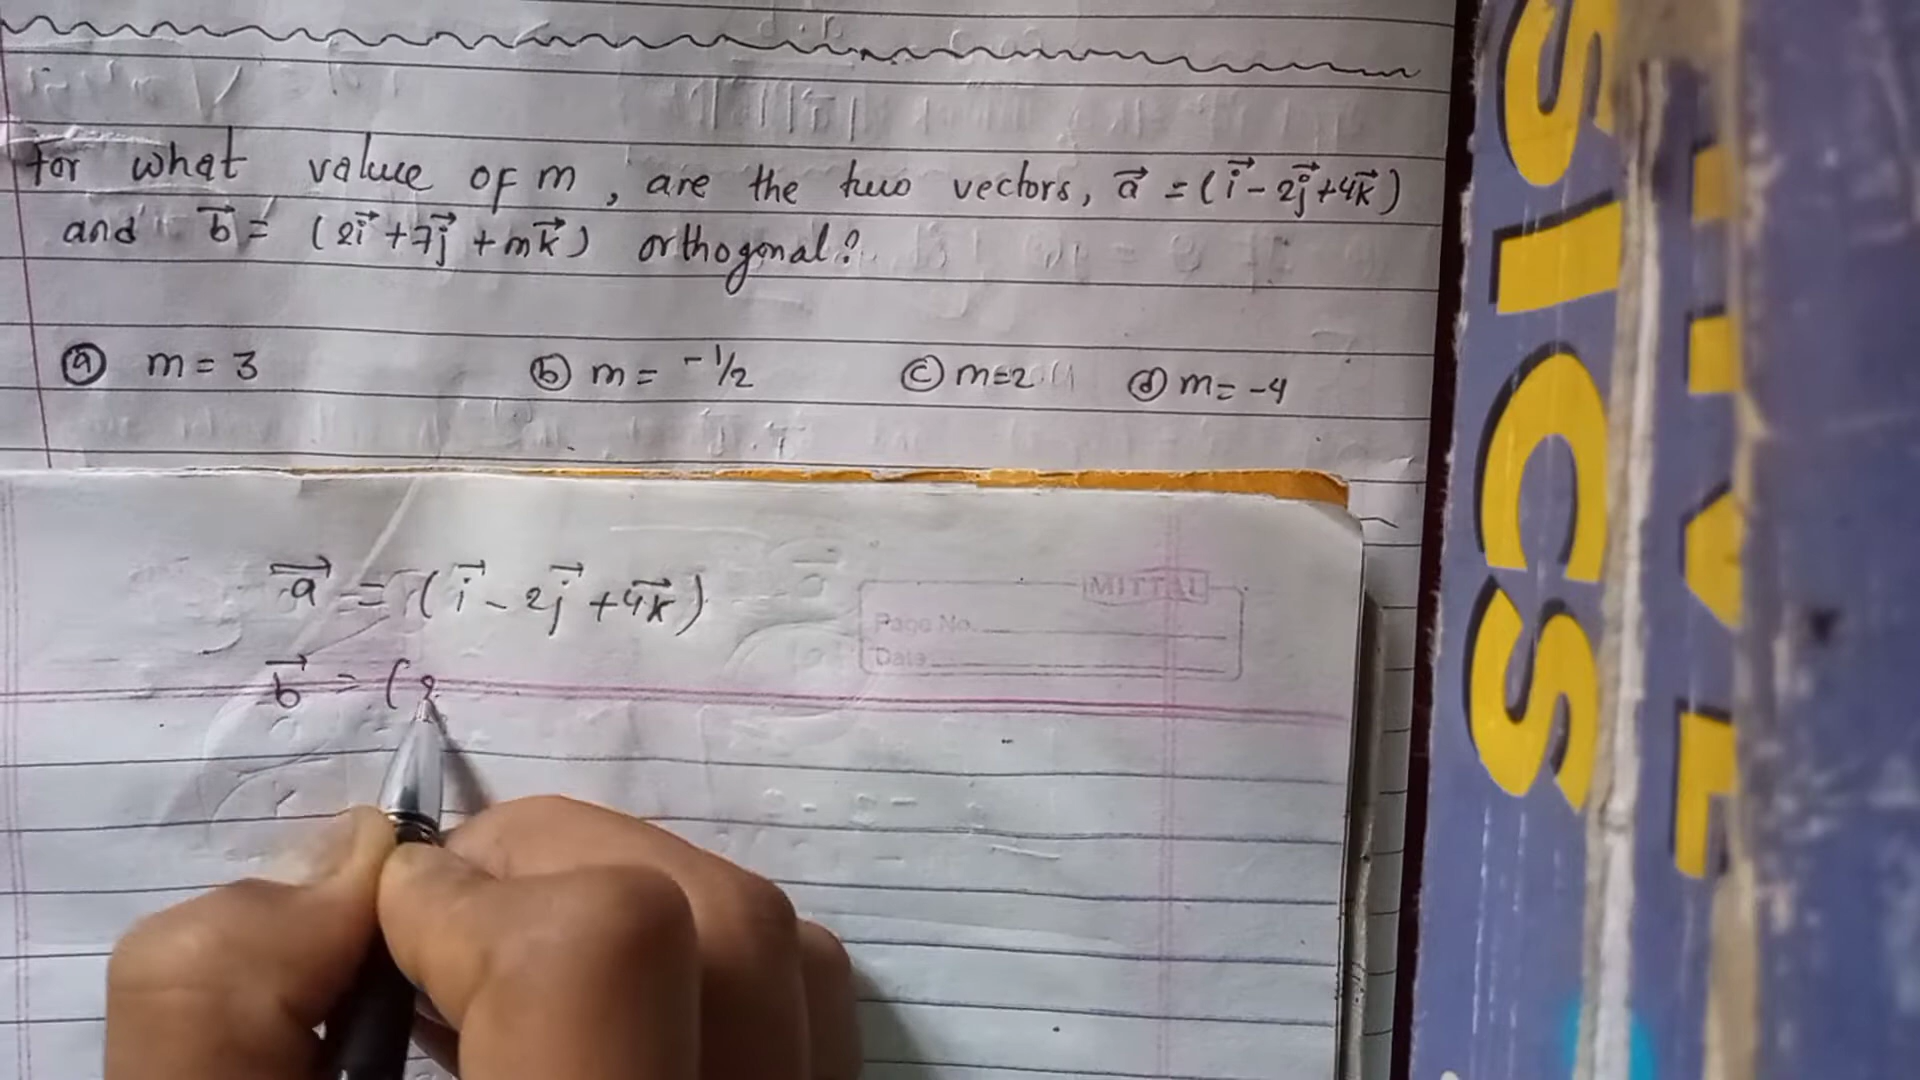 For what value of m, are the two vectors, a⃗ = (i⃗ - 2j⃗ + 4k⃗)
and b⃗ = (2i⃗ + 7j⃗ + mk⃗) orthogonal?
ⓐ m = 3 ⓑ m = -1/2 ⓒ m=2 ⓓ m= -4
a⃗ = (i⃗ - 2j⃗ + 4k⃗)
MITTAL
Page No.
Date
b⃗ = (2
SICS